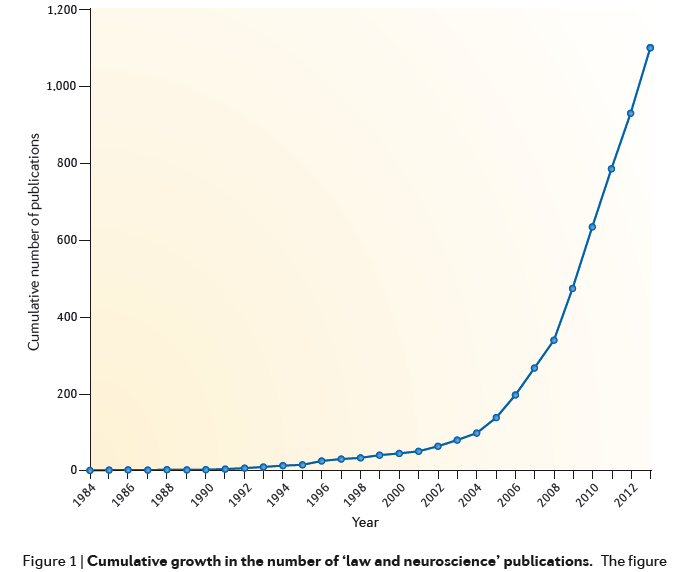 1,200
1,000
800
600
400
200
0
Cumulative number of publications
1984 1986 1988 1990 1992 1994 1996 1998 2000 2002 2004 2006 2008 2010 2012
Year
Figure 1 | Cumulative growth in the number of ‘law and neuroscience’ publications. The figure